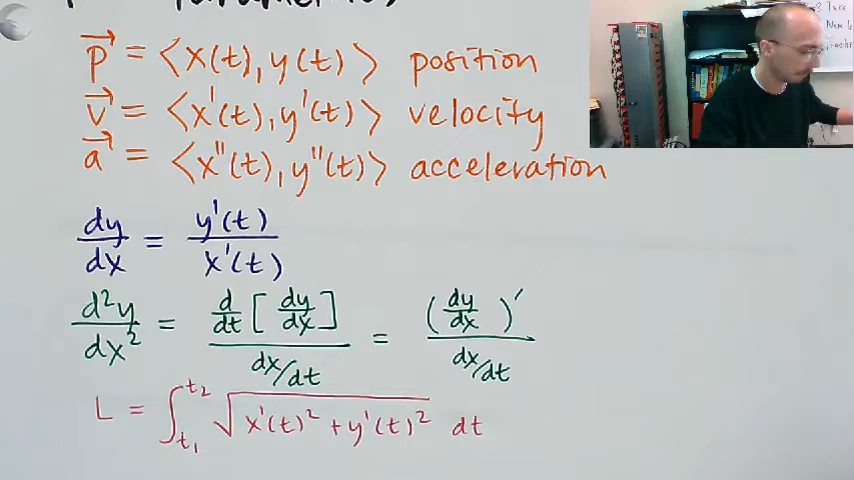 p⃗ = ⟨x(t), y(t)⟩ position
v⃗ = ⟨x'(t), y'(t)⟩ velocity
a⃗ = ⟨x''(t), y''(t)⟩ acceleration
dy/dx = y'(t)/x'(t)
d²y/dx² = d/dt[dy/dx]/(dx/dt) = (dy/dx)'/(dx/dt)
L = ∫_{t₁}^{t₂} √(x'(t)² + y'(t)²) dt
Take